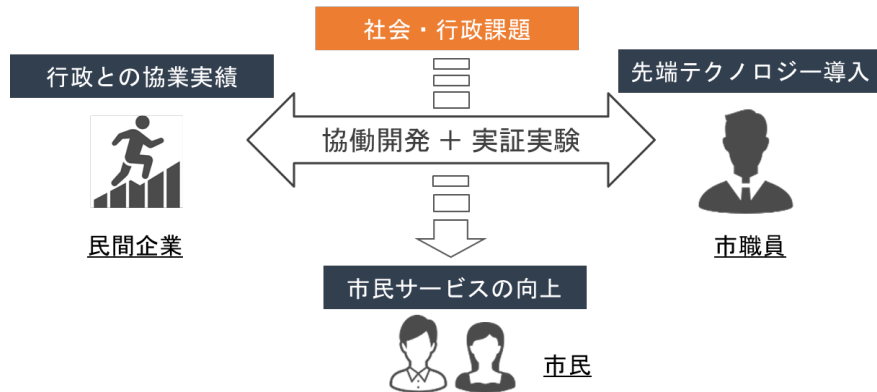 社会・行政課題
行政との協業実績
先端テクノロジー導入
協働開発 + 実証実験
民間企業
市職員
市民サービスの向上
市民